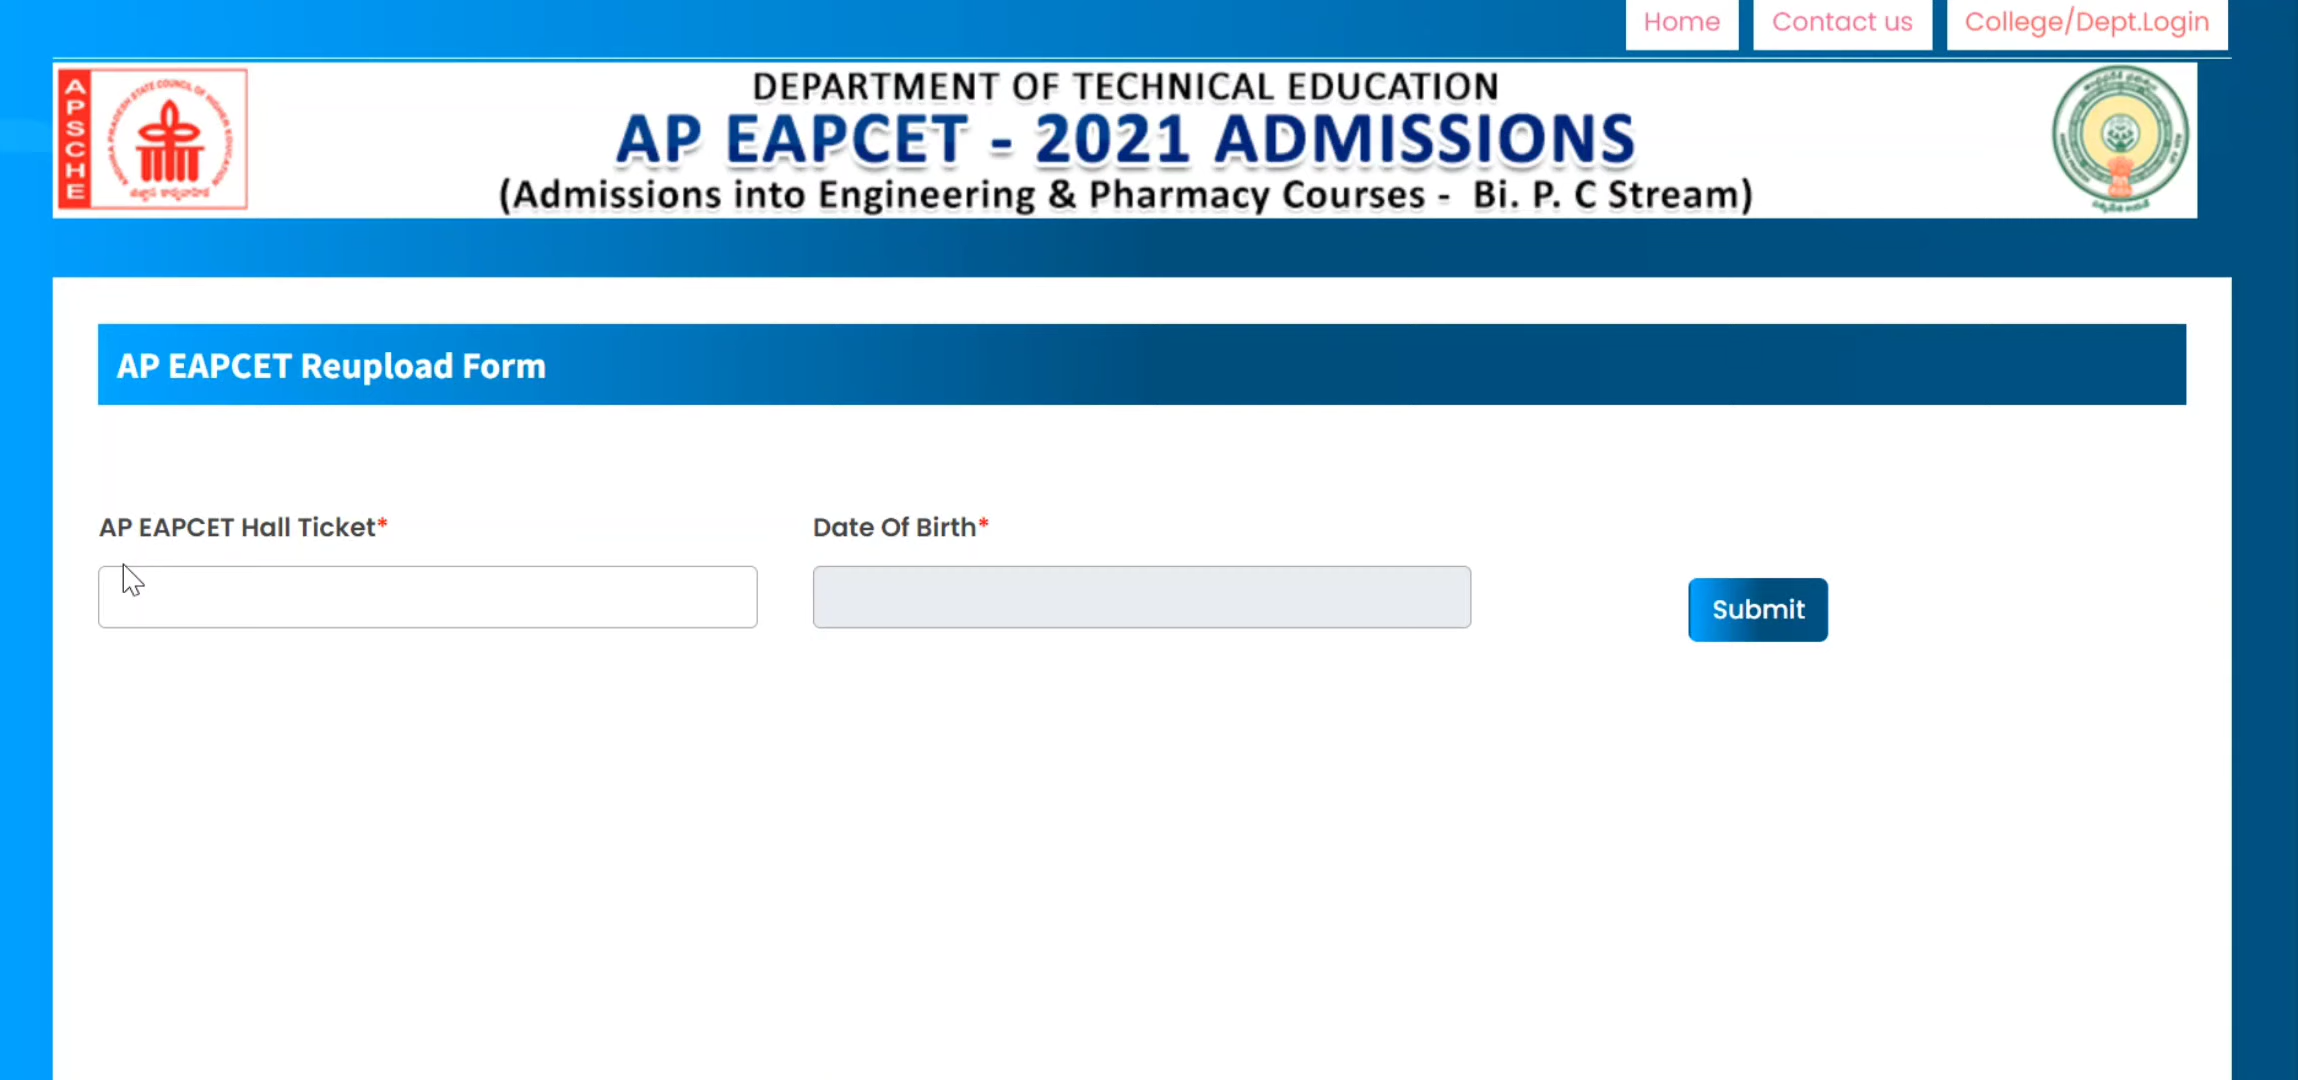 Home Contact us College/Dept.Login
APSCHE
DEPARTMENT OF TECHNICAL EDUCATION
AP EAPCET - 2021 ADMISSIONS
(Admissions into Engineering & Pharmacy Courses - Bi. P. C Stream)
AP EAPCET Reupload Form
AP EAPCET Hall Ticket* Date Of Birth*
Submit